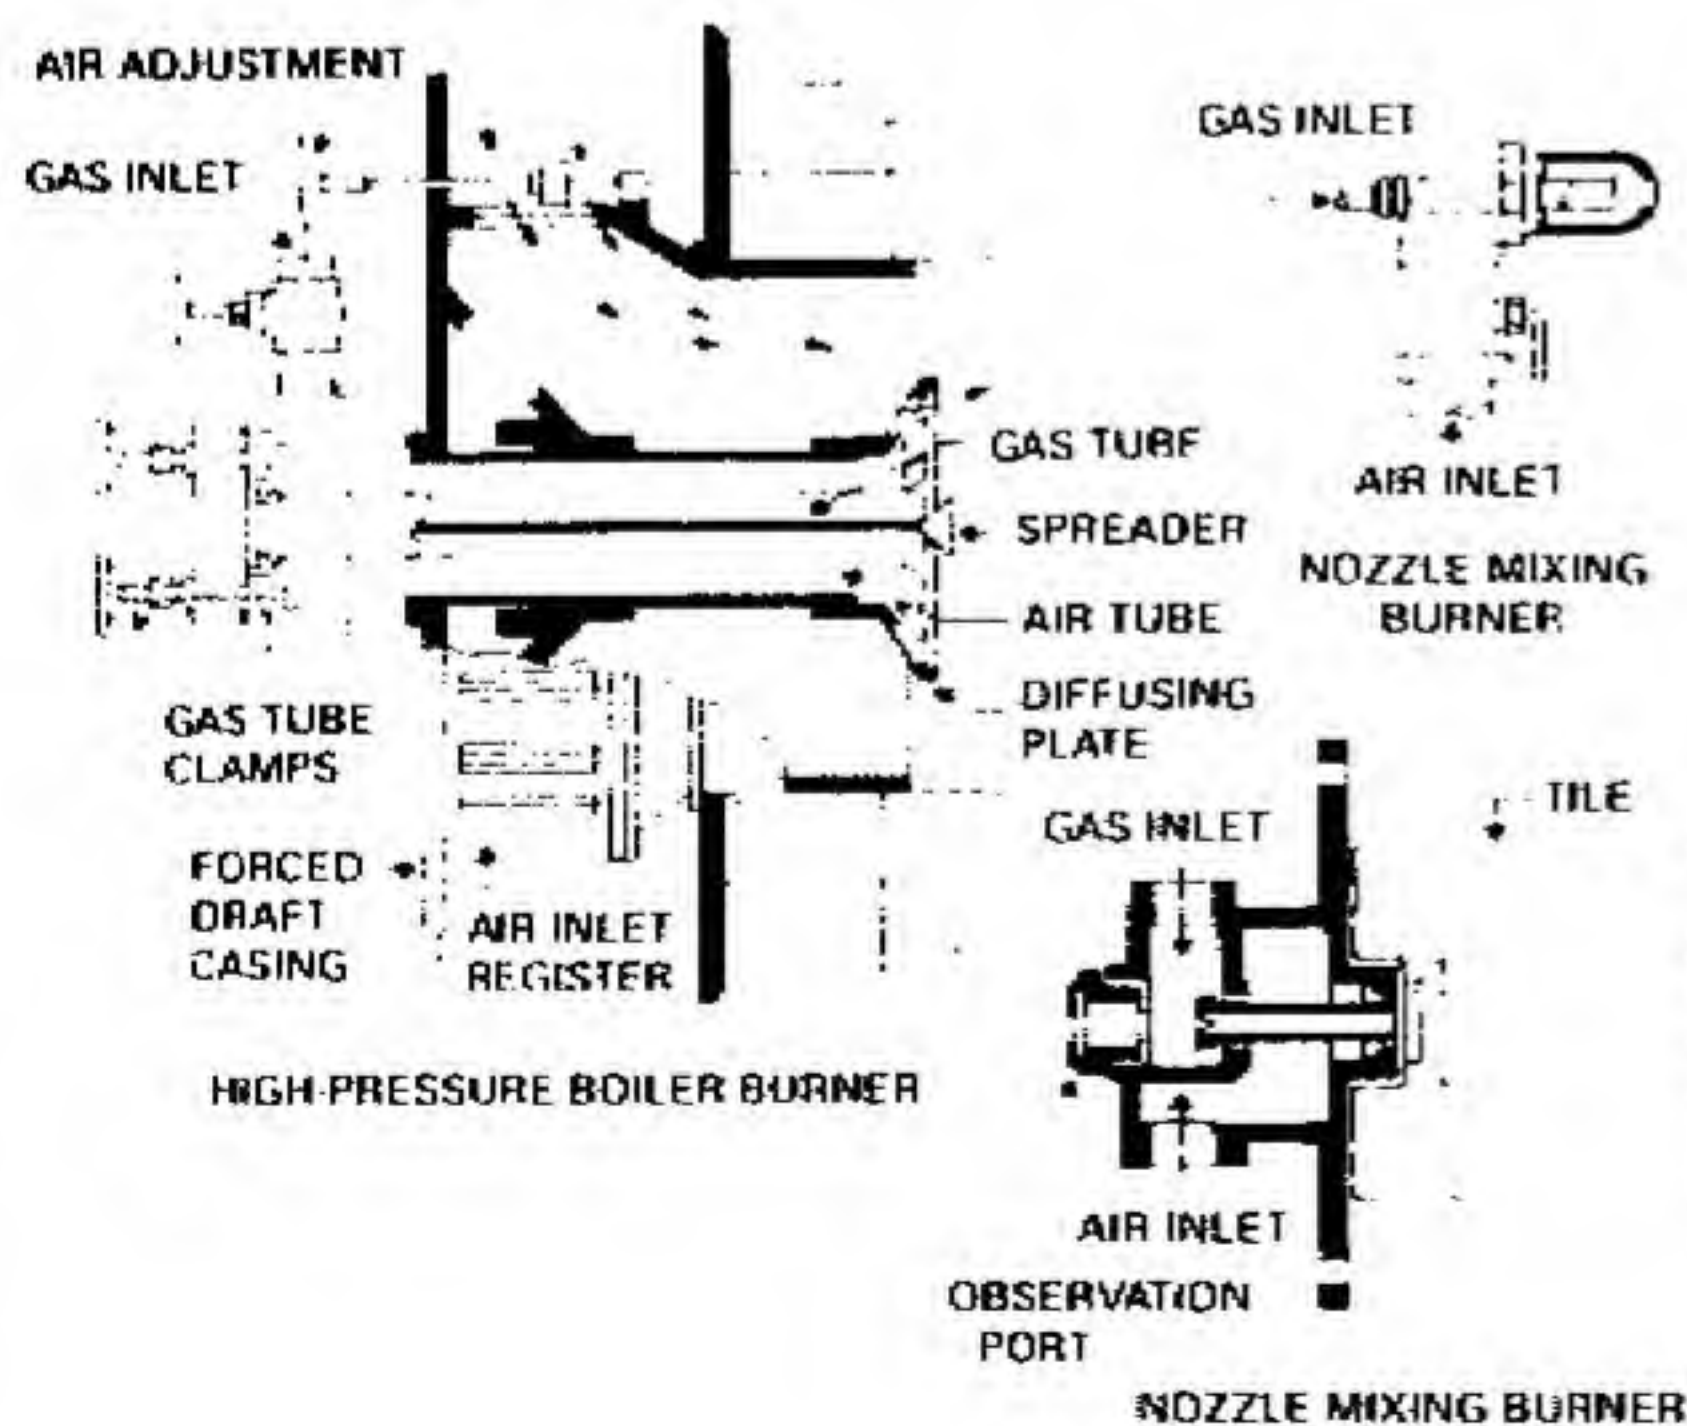 AIR ADJUSTMENT
GAS INLET
GAS TUBE
SPREADER
AIR TUBE
DIFFUSING
PLATE
GAS TUBE
CLAMPS
FORCED
DRAFT
CASING
AIR INLET
REGISTER
HIGH-PRESSURE BOILER BURNER
GAS INLET
AIR INLET
NOZZLE MIXING
BURNER
TILE
GAS INLET
AIR INLET
OBSERVATION
PORT
NOZZLE MIXING BURNER